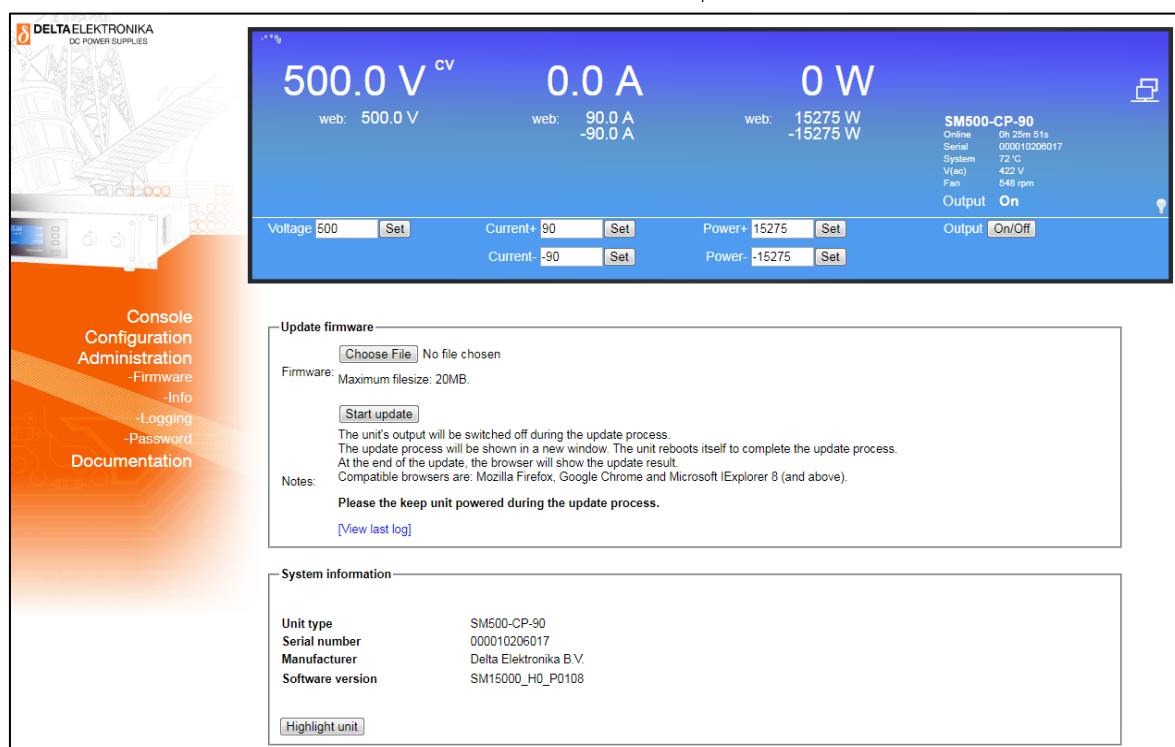 DELTA ELEKTRONIKA
DC POWER SUPPLIES
500.0 V CV 0.0 A 0 W
web: 500.0 V web: 90.0 A web: 15275 W
-90.0 A -15275 W
SM500-CP-90
Online 0h 25m 51s
Serial 000010206017
System 72 °C
V(ac) 422 V
Fan 548 rpm
Output On
Voltage 500 Set Current+ 90 Set Power+ 15275 Set Output On/Off
Current- -90 Set Power- -15275 Set
Console
Configuration
Administration
-Firmware
-Info
-Logging
-Password
Documentation
Update firmware
Choose File No file chosen
Firmware:
Maximum filesize: 20MB.
Start update
The unit's output will be switched off during the update process.
The update process will be shown in a new window. The unit reboots itself to complete the update process.
At the end of the update, the browser will show the update result.
Notes: Compatible browsers are: Mozilla Firefox, Google Chrome and Microsoft IExplorer 8 (and above).
Please the keep unit powered during the update process.
[View last log]
System information
Unit type SM500-CP-90
Serial number 000010206017
Manufacturer Delta Elektronika B.V.
Software version SM15000_H0_P0108
Highlight unit